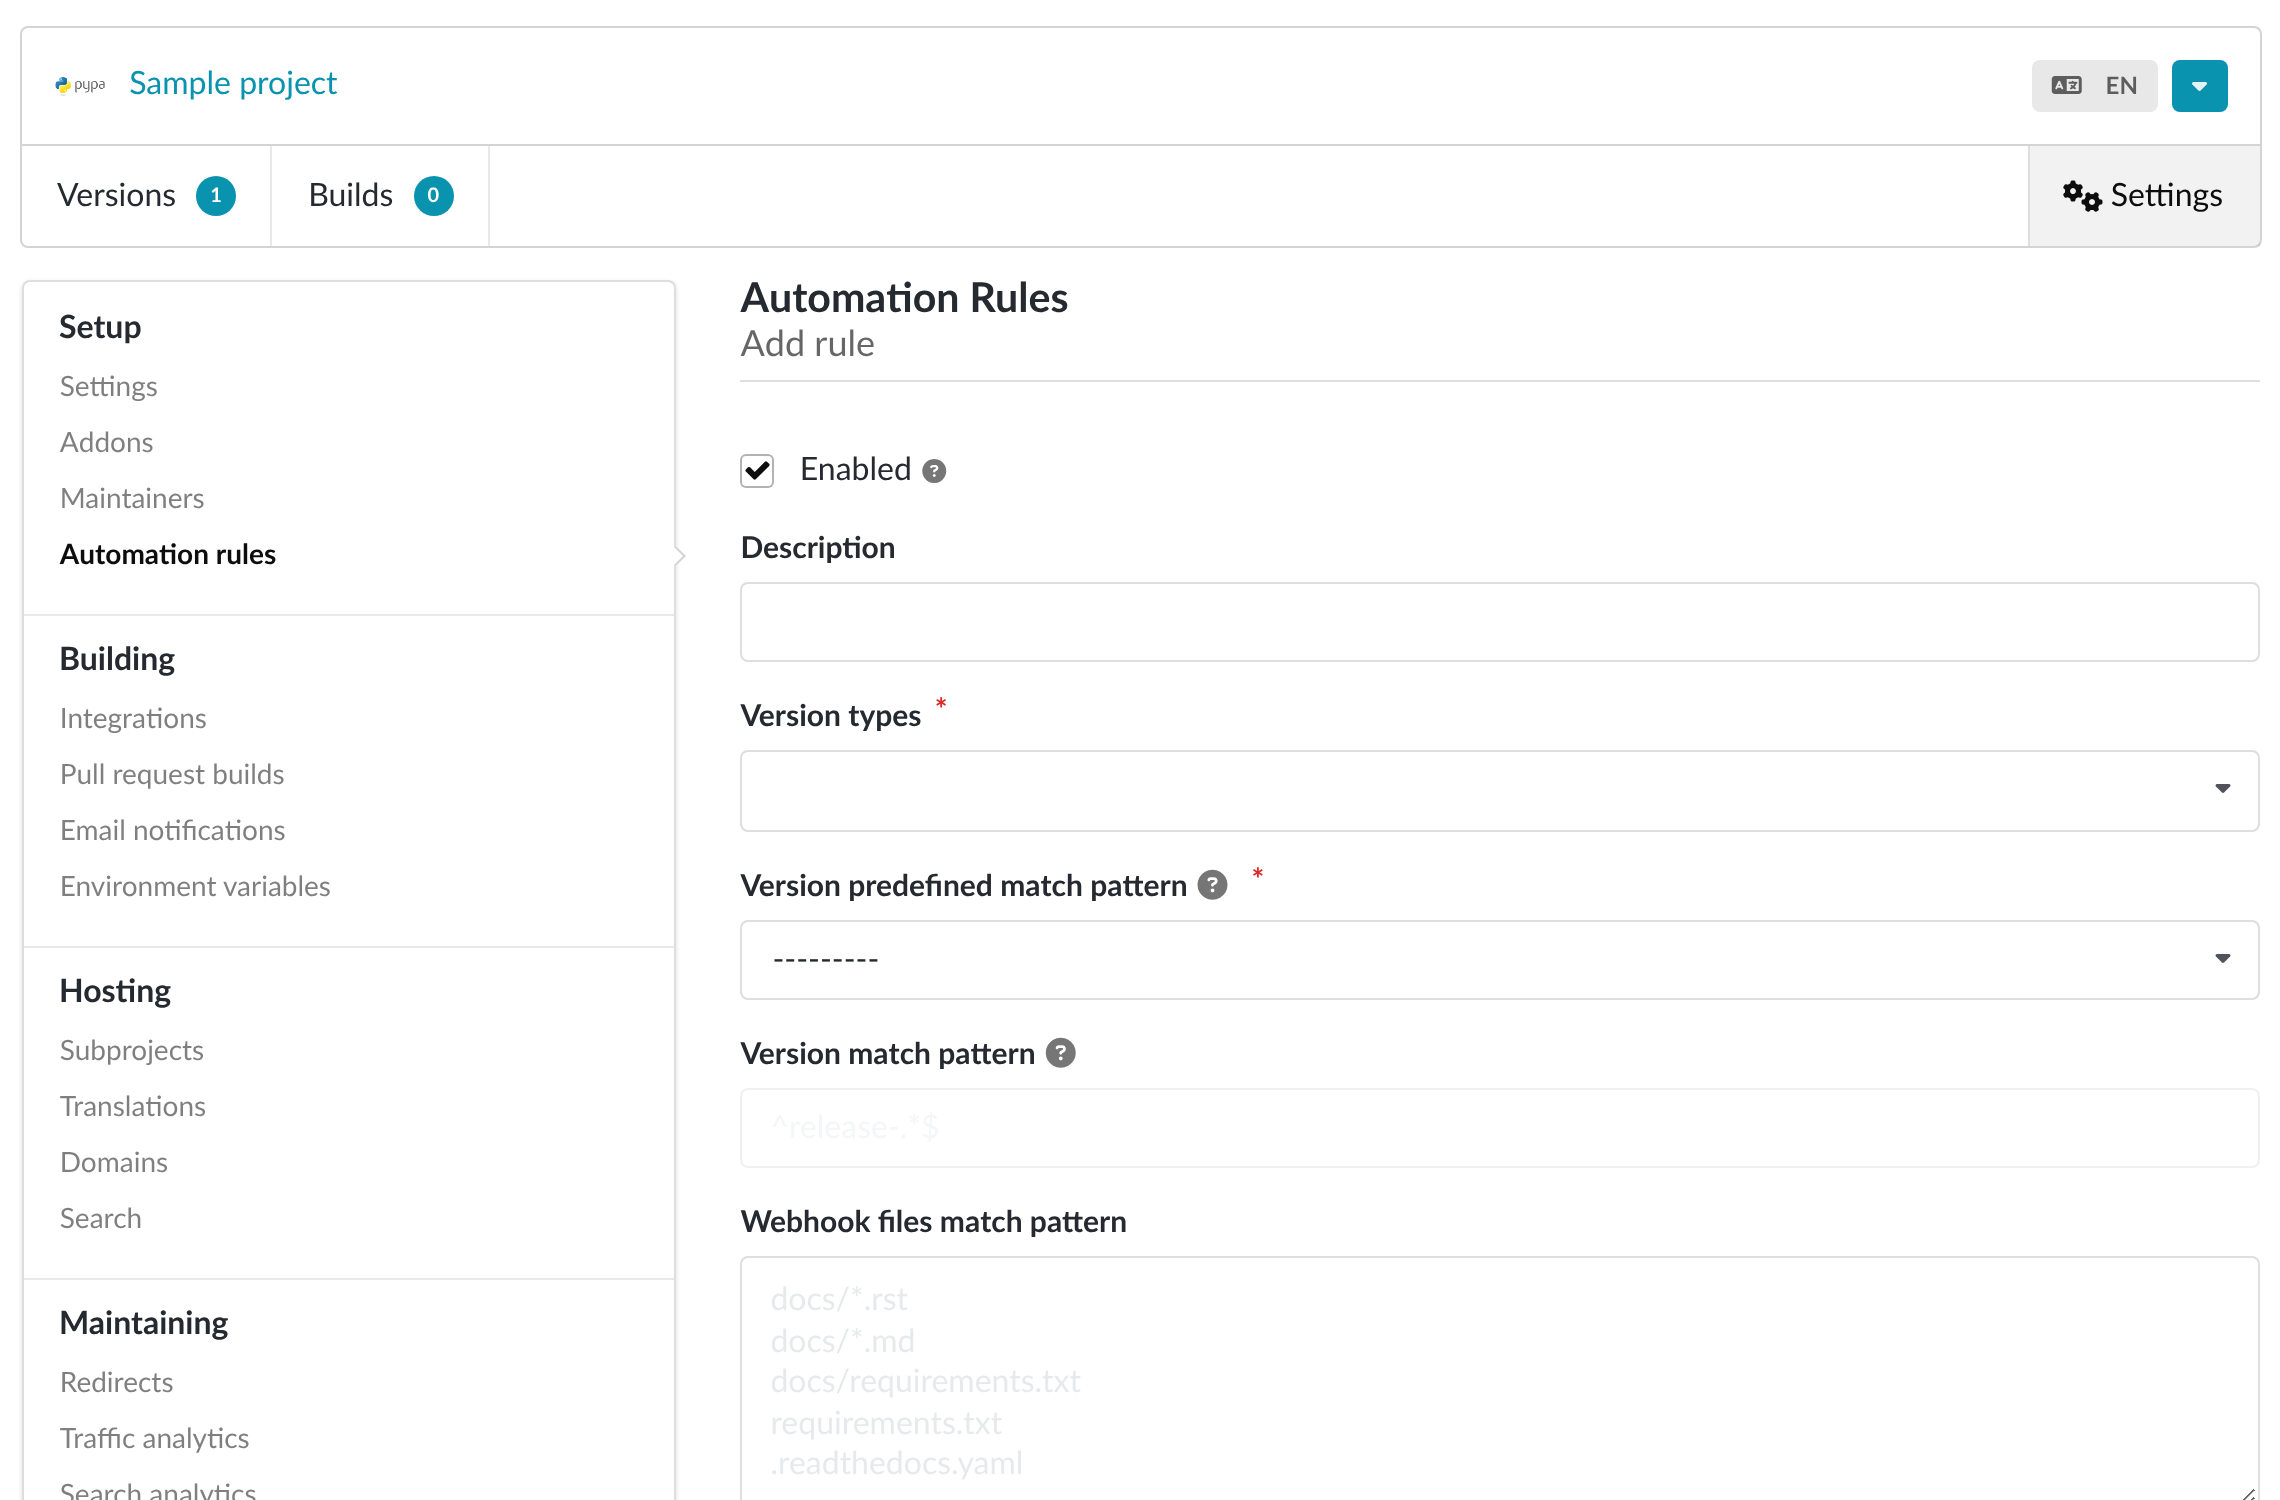 pypa Sample project
EN
Versions 1 Builds 0
Settings
Setup
Settings
Addons
Maintainers
Automation rules
Building
Integrations
Pull request builds
Email notifications
Environment variables
Hosting
Subprojects
Translations
Domains
Search
Maintaining
Redirects
Traffic analytics
Search analytics
Automation Rules
Add rule
Enabled ?
Description
Version types *
Version predefined match pattern ? *
---------
Version match pattern ?
^release-.*$
Webhook files match pattern
docs/*.rst
docs/*.md
docs/requirements.txt
requirements.txt
.readthedocs.yaml